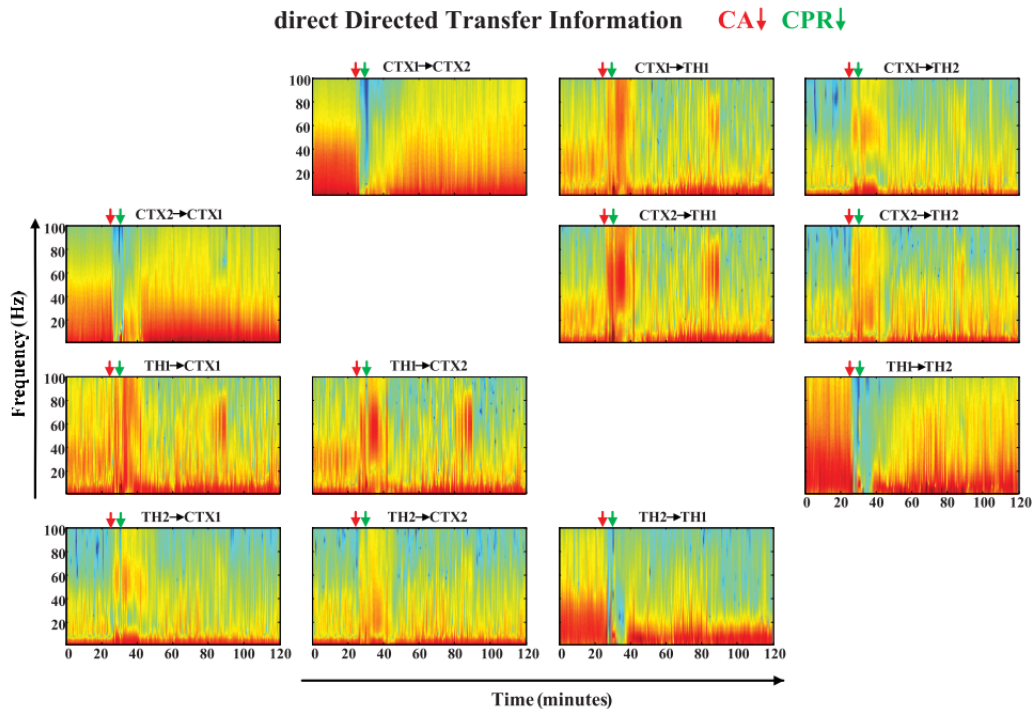 direct Directed Transfer Information CA↓ CPR↓
CTX1→CTX2 CTX1→TH1 CTX1→TH2
100
80
60
40
20
CTX2→CTX1 CTX2→TH1 CTX2→TH2
100
80
60
40
20
TH1→CTX1 TH1→CTX2 TH1→TH2
100
80
60
40
20
0 20 40 60 80 100 120
TH2→CTX1 TH2→CTX2 TH2→TH1
100
80
60
40
20
0 20 40 60 80 100 120 0 20 40 60 80 100 120 0 20 40 60 80 100 120
Frequency (Hz)
Time (minutes)